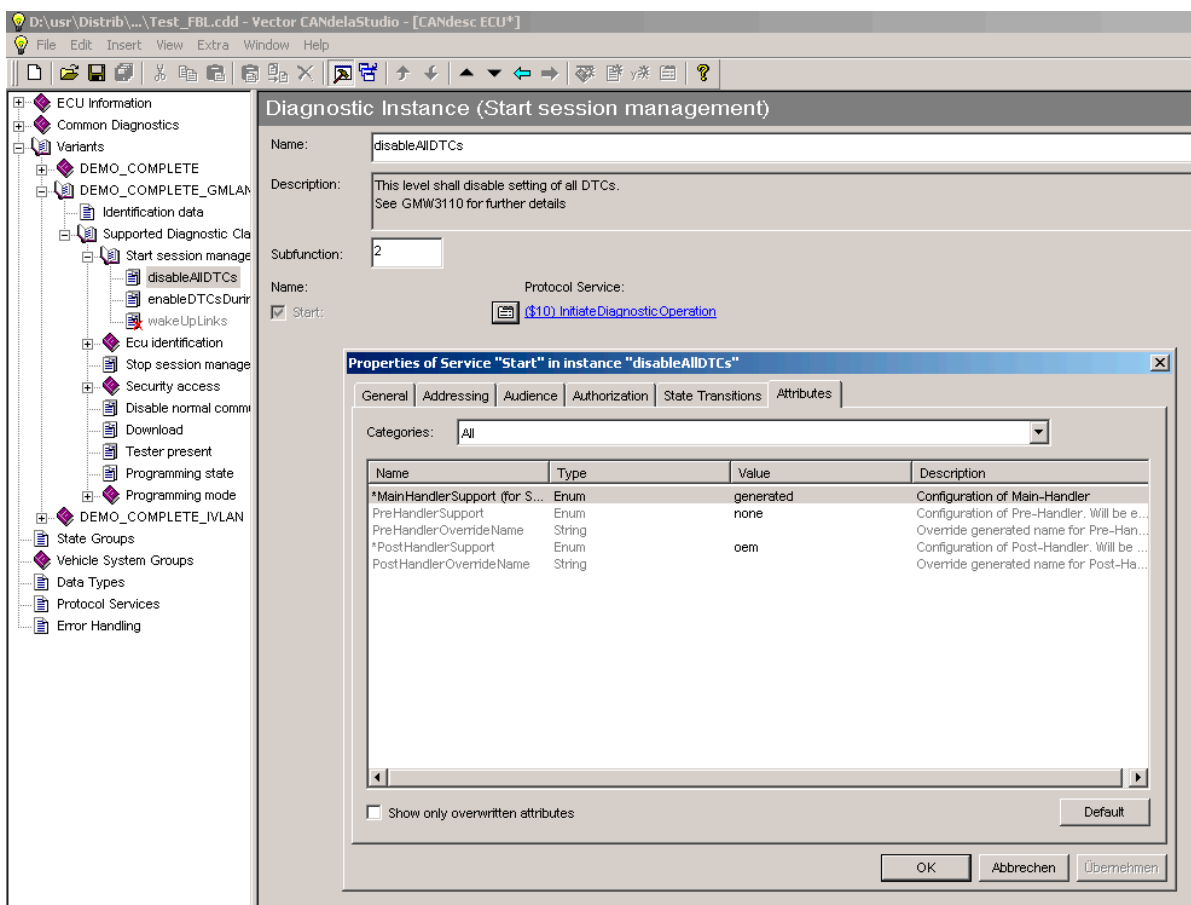 D:\usr\Distrib\...\Test_FBL.cdd - Vector CANdelaStudio - [CANdesc ECU*]
File Edit Insert View Extra Window Help
ECU Information
Common Diagnostics
Variants
DEMO_COMPLETE
DEMO_COMPLETE_GMLAN
Identification data
Supported Diagnostic Cla
Start session manage
disableAllDTCs
enableDTCsDurir
wakeUpLinks
Ecu identification
Stop session manage
Security access
Disable normal commu
Download
Tester present
Programming state
Programming mode
DEMO_COMPLETE_IVLAN
State Groups
Vehicle System Groups
Data Types
Protocol Services
Error Handling
Diagnostic Instance (Start session management)
Name: disableAllDTCs
Description: This level shall disable setting of all DTCs.
See GMW3110 for further details
Subfunction: 2
Name: Protocol Service:
Start: ($10) InitiateDiagnosticOperation
Properties of Service "Start" in instance "disableAllDTCs"
General Addressing Audience Authorization State Transitions Attributes
Categories: All
Name Type Value Description
*MainHandlerSupport (for S... Enum generated Configuration of Main-Handler
PreHandlerSupport Enum none Configuration of Pre-Handler. Will be e...
PreHandlerOverrideName String Override generated name for Pre-Han...
*PostHandlerSupport Enum oem Configuration of Post-Handler. Will be ...
PostHandlerOverrideName String Override generated name for Post-Ha...
Show only overwritten attributes Default
OK Abbrechen Übernehmen